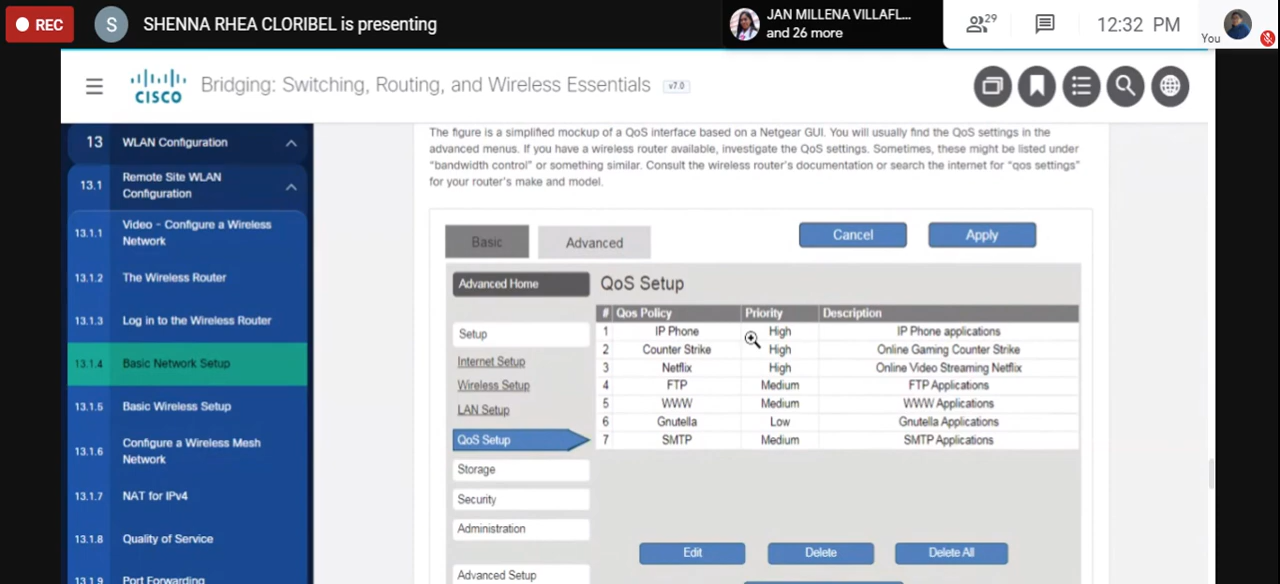 REC
S
SHENNA RHEA CLORIBEL is presenting
JAN MILLENA VILLAFL...
and 26 more
29
12:32 PM
You
CISCO
Bridging: Switching, Routing, and Wireless Essentials
v7.0
13 WLAN Configuration
13.1 Remote Site WLAN
Configuration
13.1.1 Video - Configure a Wireless
Network
13.1.2 The Wireless Router
13.1.3 Log in to the Wireless Router
13.1.4 Basic Network Setup
13.1.5 Basic Wireless Setup
13.1.6 Configure a Wireless Mesh
Network
13.1.7 NAT for IPv4
13.1.8 Quality of Service
13.1.9 Port Forwarding
The figure is a simplified mockup of a QoS interface based on a Netgear GUI. You will usually find the QoS settings in the
advanced menus. If you have a wireless router available, investigate the QoS settings. Sometimes, these might be listed under
"bandwidth control" or something similar. Consult the wireless router's documentation or search the internet for "qos settings"
for your router's make and model.
Basic Advanced Cancel Apply
Advanced Home
Setup
Internet Setup
Wireless Setup
LAN Setup
QoS Setup
Storage
Security
Administration
Advanced Setup
QoS Setup
# Qos Policy Priority Description
1 IP Phone High IP Phone applications
2 Counter Strike High Online Gaming Counter Strike
3 Netflix High Online Video Streaming Netflix
4 FTP Medium FTP Applications
5 WWW Medium WWW Applications
6 Gnutella Low Gnutella Applications
7 SMTP Medium SMTP Applications
Edit Delete Delete All